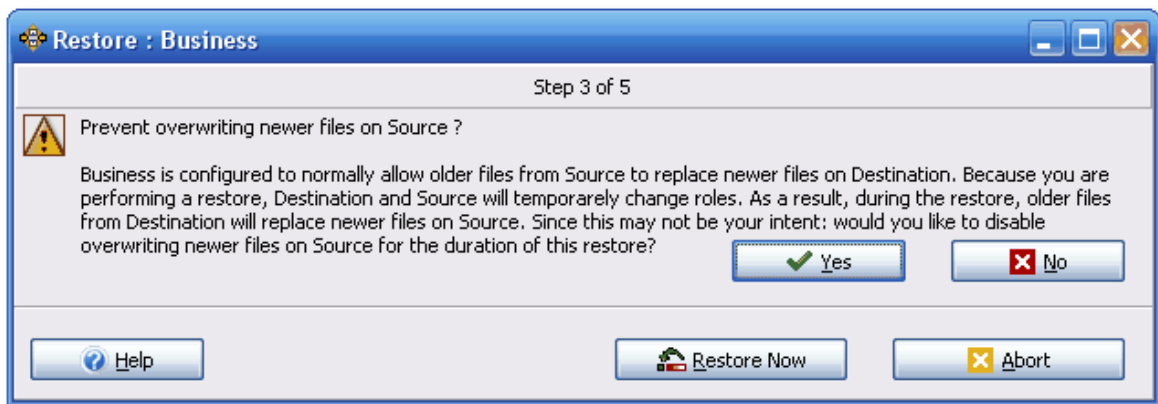 Restore : Business
Step 3 of 5
Prevent overwriting newer files on Source ?
Business is configured to normally allow older files from Source to replace newer files on Destination. Because you are
performing a restore, Destination and Source will temporarely change roles. As a result, during the restore, older files
from Destination will replace newer files on Source. Since this may not be your intent: would you like to disable
overwriting newer files on Source for the duration of this restore?
Yes
No
Help
Restore Now
Abort